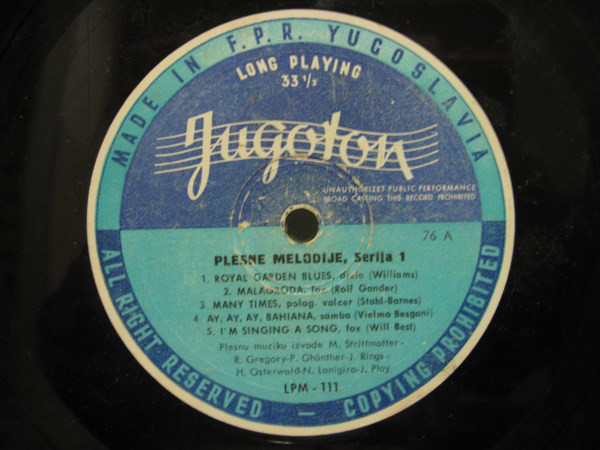 MADE IN F.P.R. YUGOSLAVIA
LONG PLAYING
33 1/3
Jugoton
UNAUTHORIZET PUBLIC PERFORMANCE
BROAD CASTING THIS RECORD PROHIBITED
76 A
PLESNE MELODIJE, Serija 1
1. ROYAL GARDEN BLUES, dixie (Williams)
2. MALAGRODA, fox (Rolf Gander)
3. MANY TIMES, polag. valcer (Stahl-Barnes)
4 AY, AY, AY, BAHIANA, samba (Vielmo Besgani)
5. I'M SINGING A SONG, fox (Will Best)
Plesnu muziku izvode M. Strittmatter-
R. Gregory-P. Ghünther-J. Rings-
H. Osterwald-N. Lanigiro-J. Play
LPM - 111
ALL RIGHT RESERVED — COPYING PROHIBITED